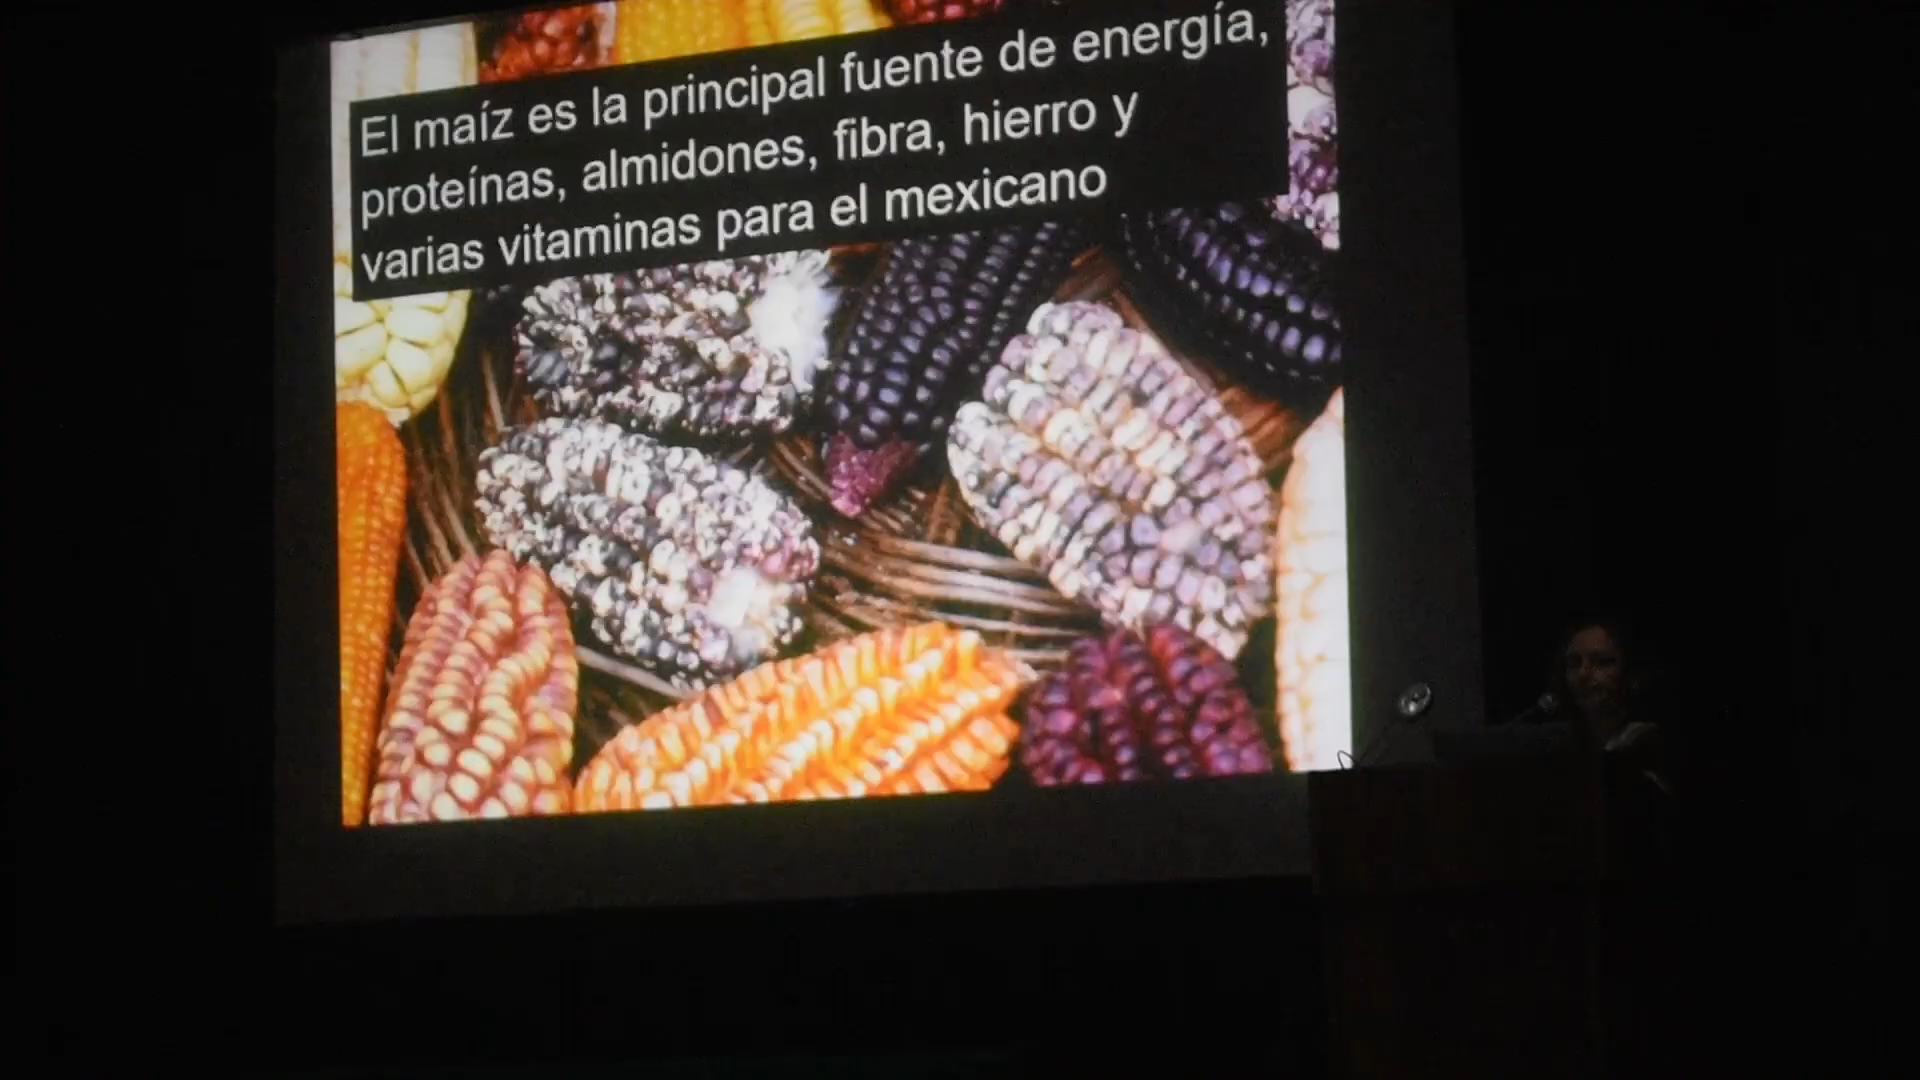 El maíz es la principal fuente de energía,
proteínas, almidones, fibra, hierro y
varias vitaminas para el mexicano